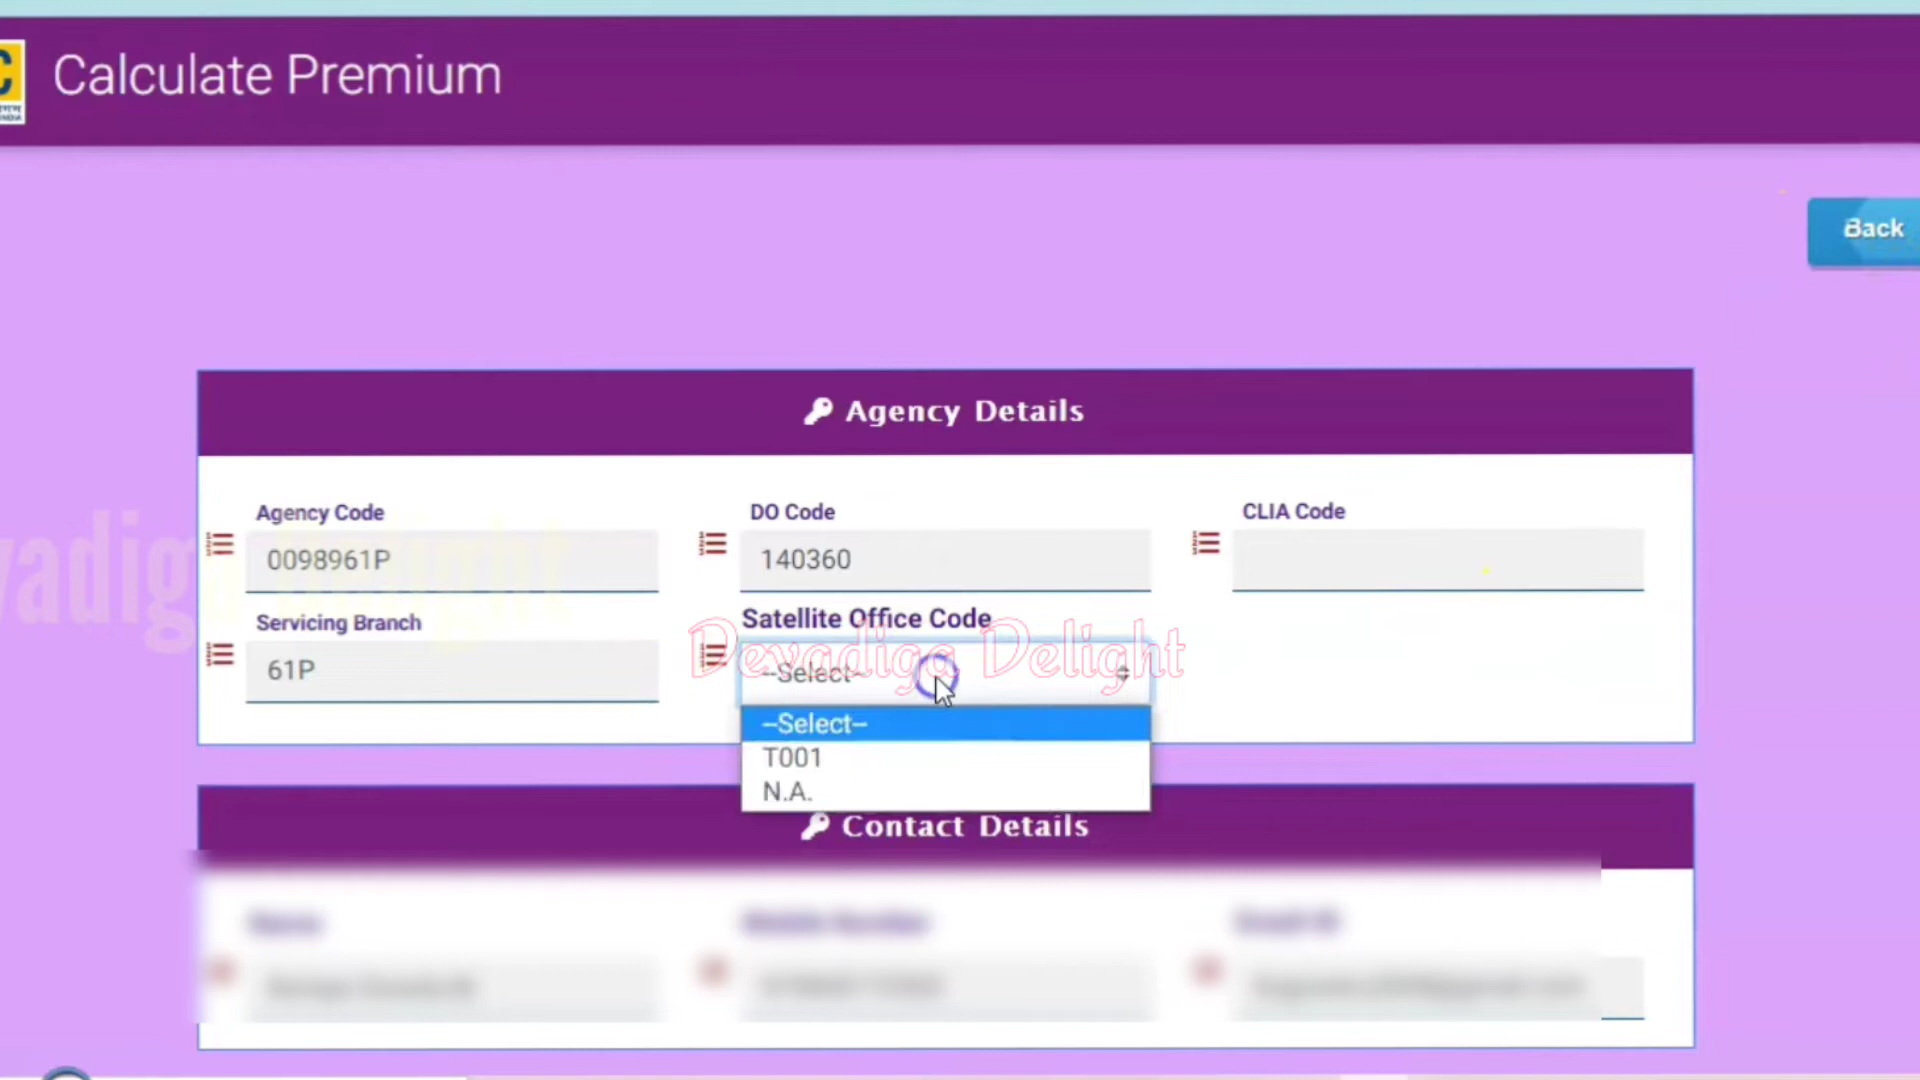 Calculate Premium
Back
Agency Details
Agency Code
DO Code
CLIA Code
0098961P
140360
Servicing Branch
Satellite Office Code
61P
--Select--
Devadiga Delight
--Select--
T001
N.A.
Contact Details